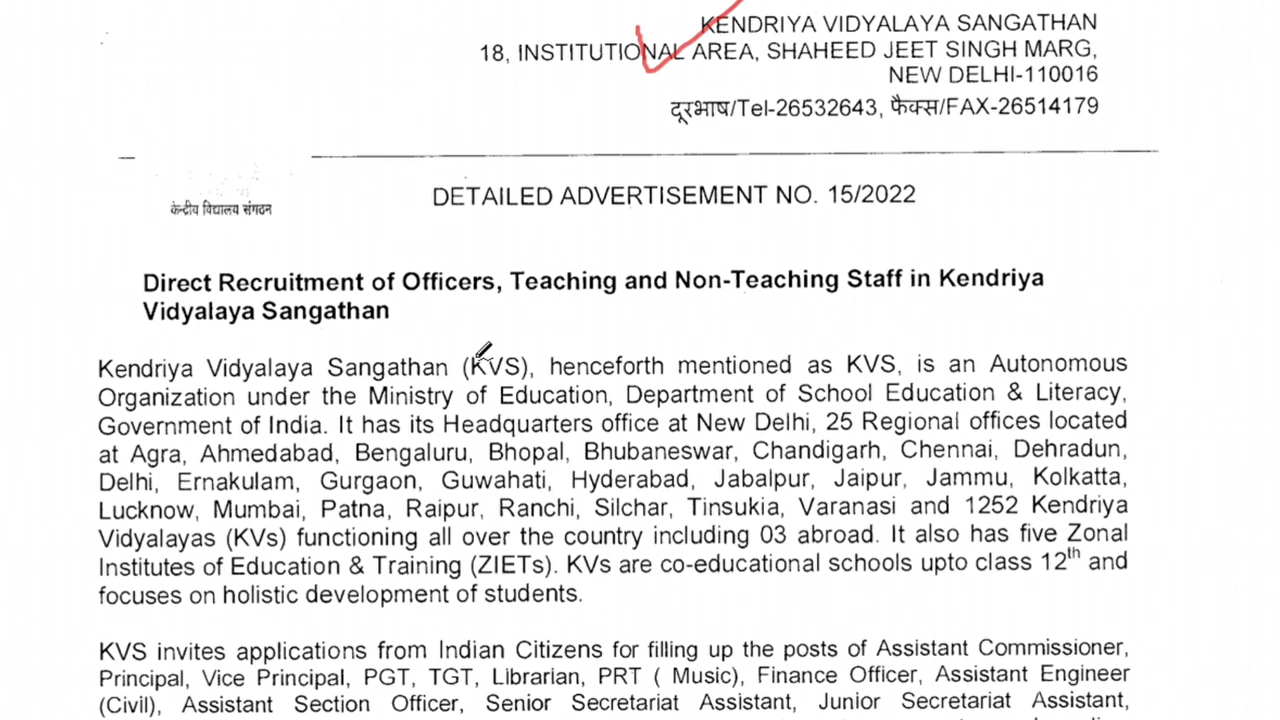 KENDRIYA VIDYALAYA SANGATHAN
18, INSTITUTIONAL AREA, SHAHEED JEET SINGH MARG,
NEW DELHI-110016
दूरभाष/Tel-26532643, फैक्स/FAX-26514179
केन्द्रीय विद्यालय संगठन
DETAILED ADVERTISEMENT NO. 15/2022
Direct Recruitment of Officers, Teaching and Non-Teaching Staff in Kendriya
Vidyalaya Sangathan
Kendriya Vidyalaya Sangathan (KVS), henceforth mentioned as KVS, is an Autonomous
Organization under the Ministry of Education, Department of School Education & Literacy,
Government of India. It has its Headquarters office at New Delhi, 25 Regional offices located
at Agra, Ahmedabad, Bengaluru, Bhopal, Bhubaneswar, Chandigarh, Chennai, Dehradun,
Delhi, Ernakulam, Gurgaon, Guwahati, Hyderabad, Jabalpur, Jaipur, Jammu, Kolkatta,
Lucknow, Mumbai, Patna, Raipur, Ranchi, Silchar, Tinsukia, Varanasi and 1252 Kendriya
Vidyalayas (KVs) functioning all over the country including 03 abroad. It also has five Zonal
Institutes of Education & Training (ZIETs). KVs are co-educational schools upto class 12th and
focuses on holistic development of students.
KVS invites applications from Indian Citizens for filling up the posts of Assistant Commissioner,
Principal, Vice Principal, PGT, TGT, Librarian, PRT ( Music), Finance Officer, Assistant Engineer
(Civil), Assistant Section Officer, Senior Secretariat Assistant, Junior Secretariat Assistant,